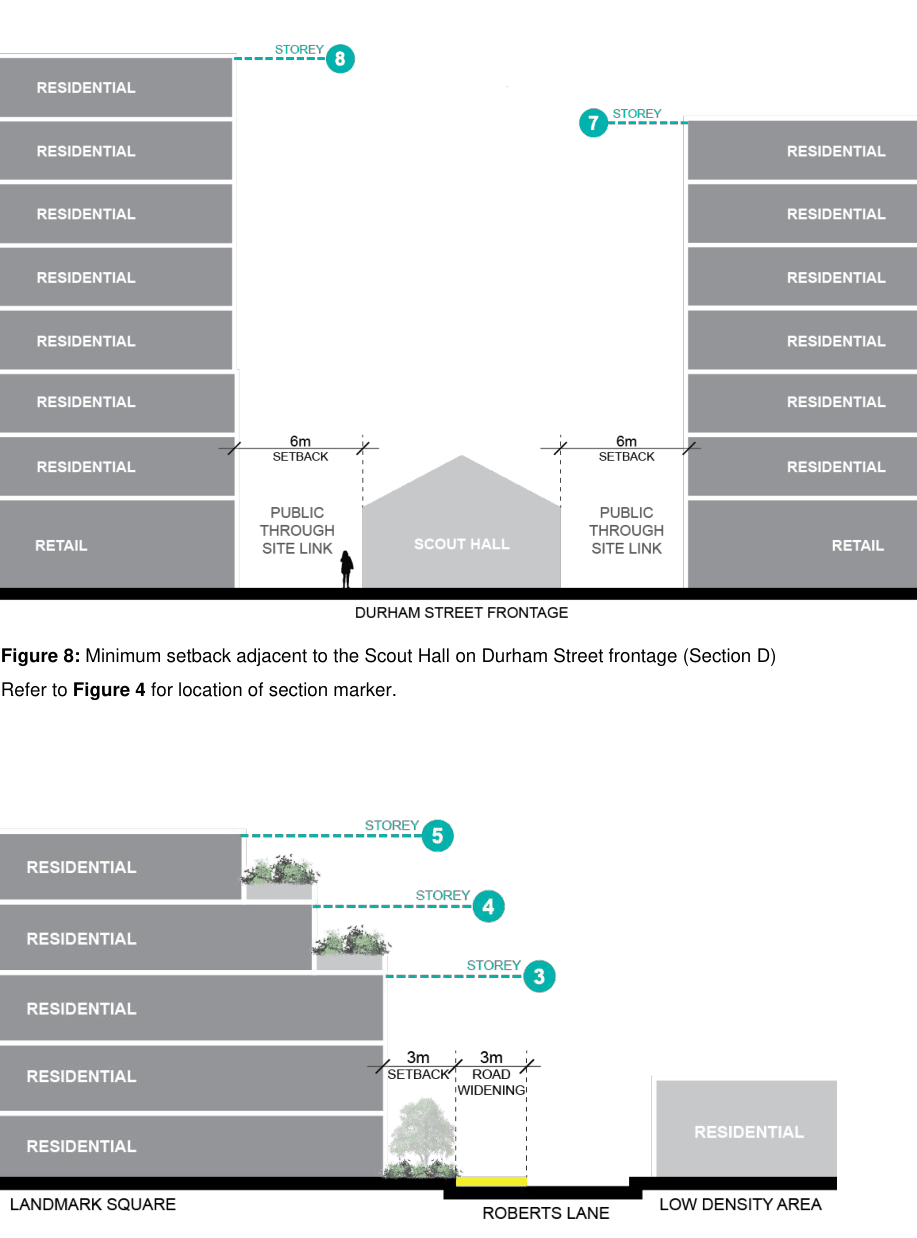 STOREY 8
RESIDENTIAL
STOREY
7
RESIDENTIAL
RESIDENTIAL
RESIDENTIAL
RESIDENTIAL
RESIDENTIAL
RESIDENTIAL
RESIDENTIAL
RESIDENTIAL
RESIDENTIAL
RESIDENTIAL
RESIDENTIAL
6m
SETBACK
6m
SETBACK
RESIDENTIAL
RESIDENTIAL
PUBLIC
THROUGH
SITE LINK
PUBLIC
THROUGH
SITE LINK
RETAIL
SCOUT HALL
RETAIL
DURHAM STREET FRONTAGE
Figure 8: Minimum setback adjacent to the Scout Hall on Durham Street frontage (Section D)
Refer to Figure 4 for location of section marker.
STOREY 5
RESIDENTIAL
STOREY 4
RESIDENTIAL
STOREY 3
RESIDENTIAL
3m
SETBACK
3m
ROAD
WIDENING
RESIDENTIAL
RESIDENTIAL
RESIDENTIAL
LANDMARK SQUARE
ROBERTS LANE
LOW DENSITY AREA